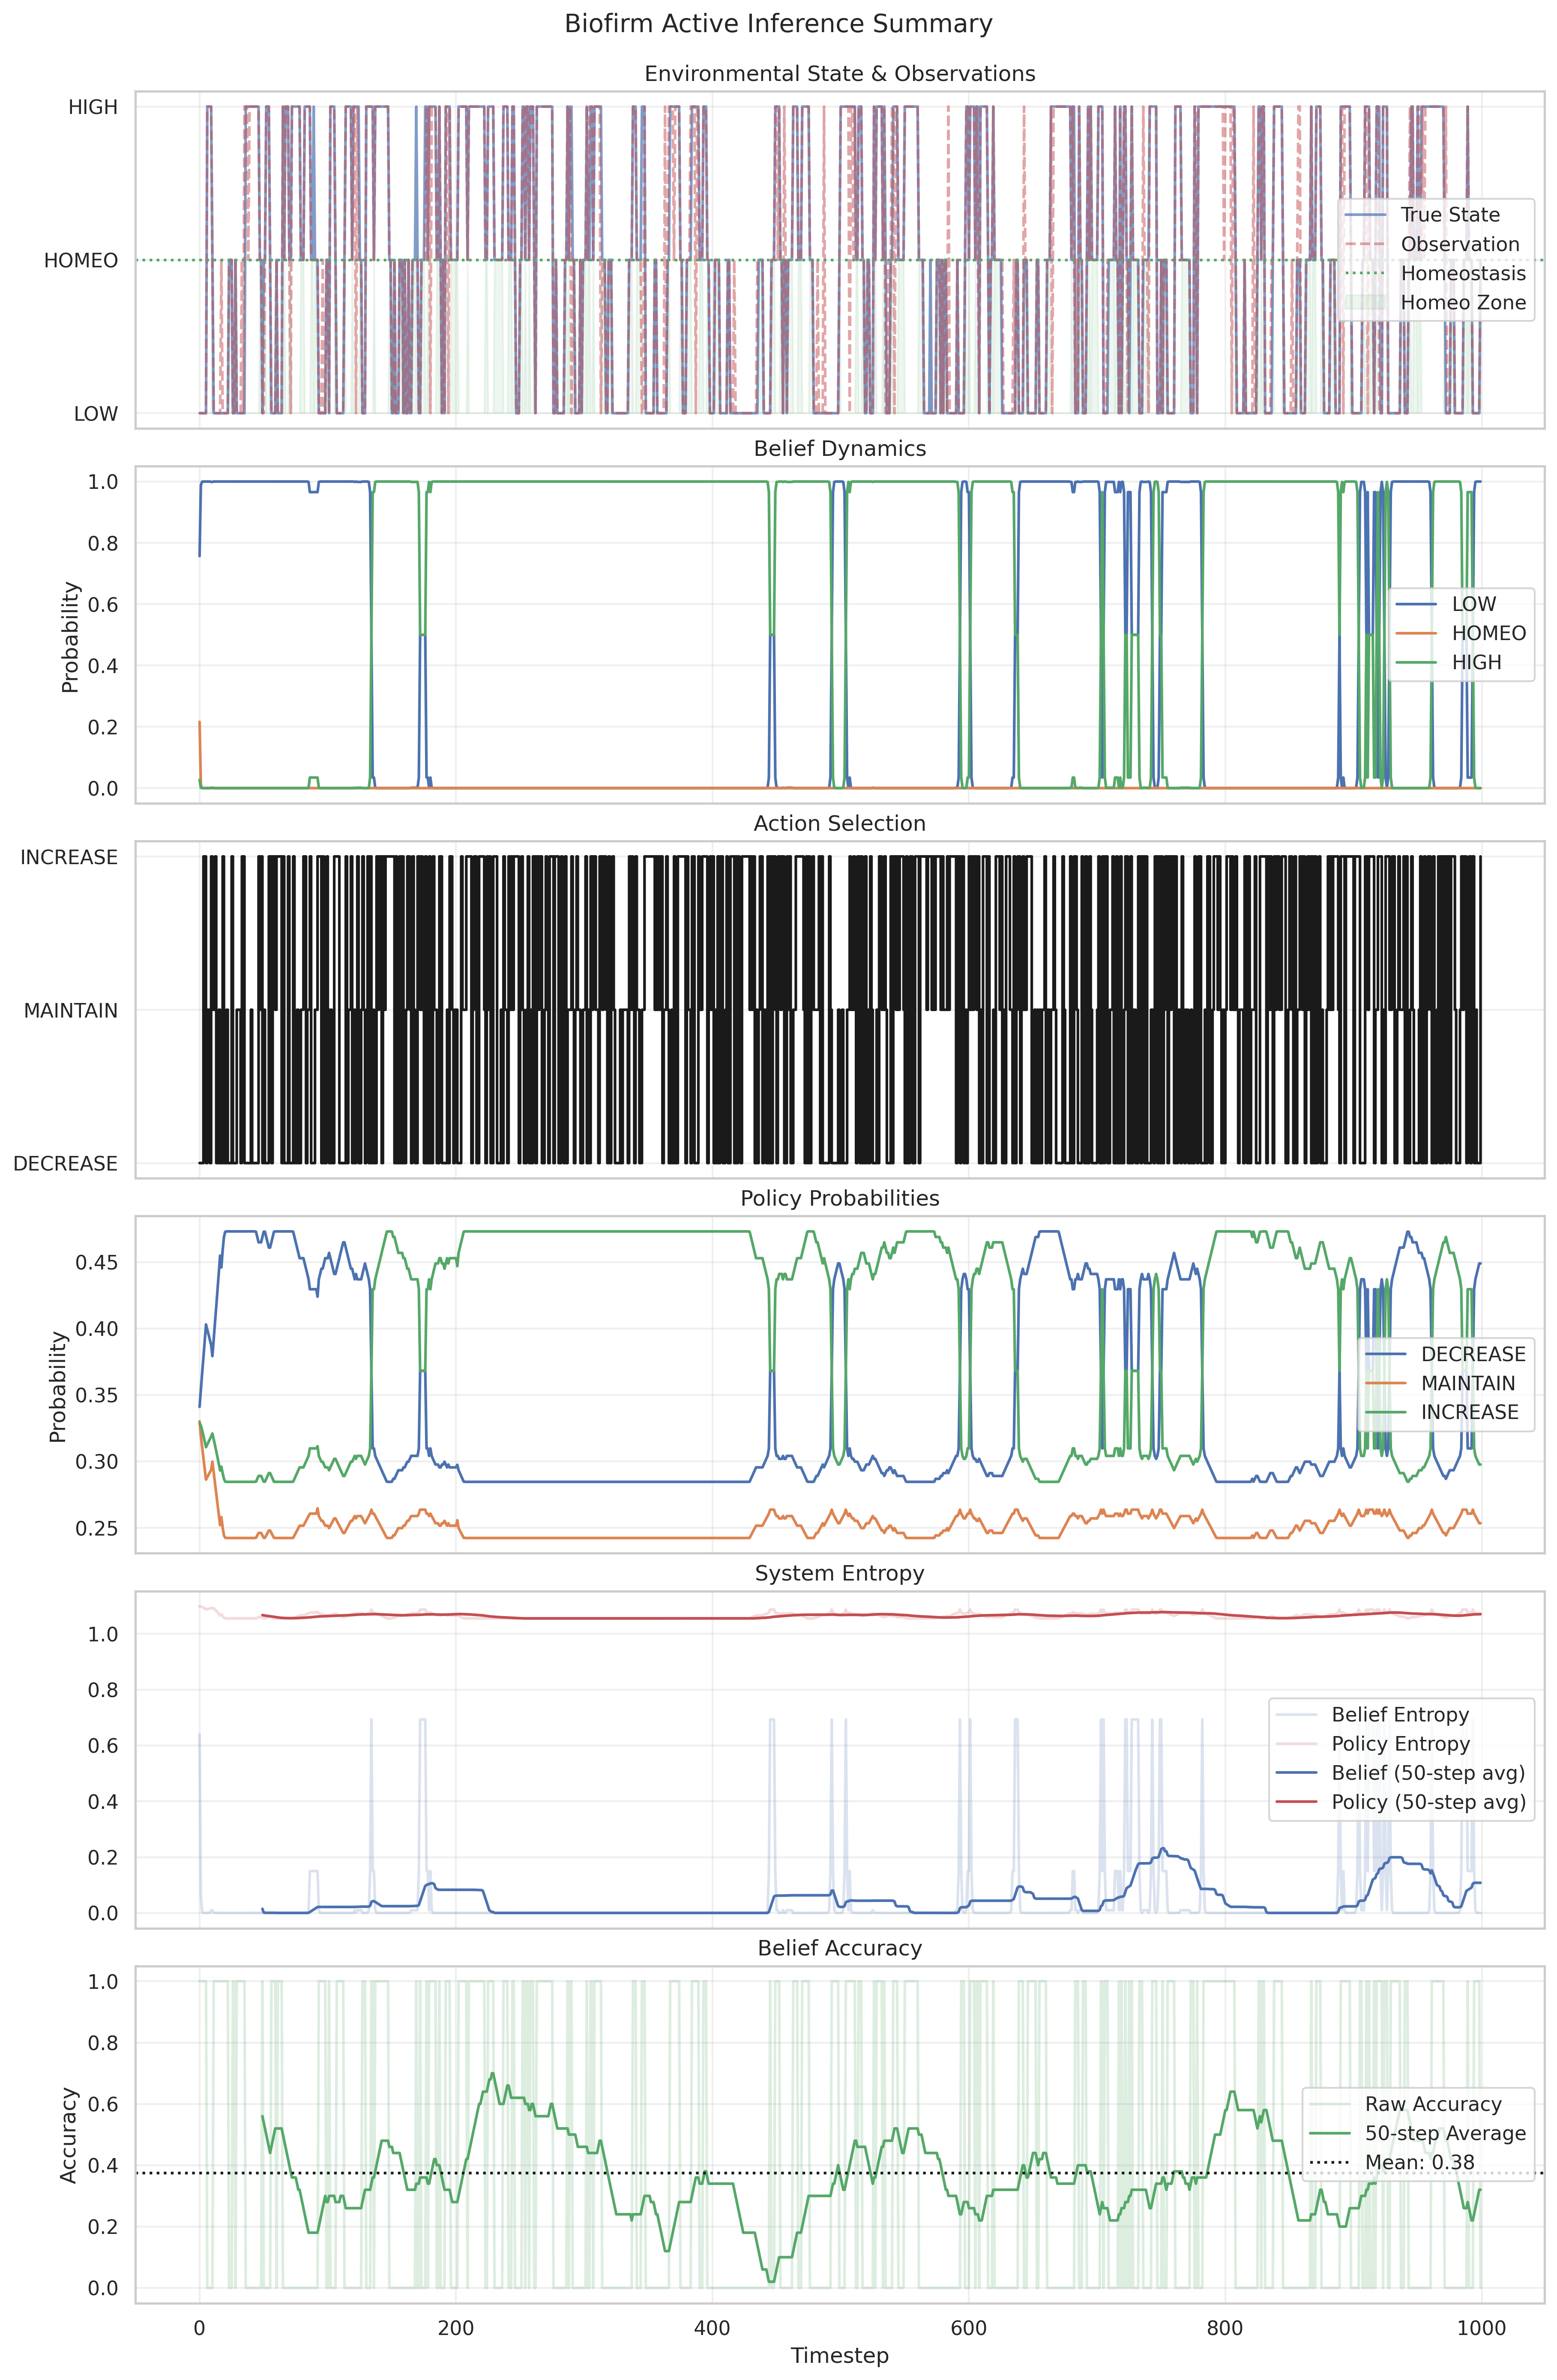 Biofirm Active Inference Summary
Environmental State & Observations
HIGH
HOMEO
LOW
True State
Observation
Homeostasis
Homeo Zone
Belief Dynamics
Probability
1.0
0.8
0.6
0.4
0.2
0.0
LOW
HOMEO
HIGH
Action Selection
INCREASE
MAINTAIN
DECREASE
Policy Probabilities
Probability
0.45
0.40
0.35
0.30
0.25
DECREASE
MAINTAIN
INCREASE
System Entropy
1.0
0.8
0.6
0.4
0.2
0.0
Belief Entropy
Policy Entropy
Belief (50-step avg)
Policy (50-step avg)
Belief Accuracy
Accuracy
1.0
0.8
0.6
0.4
0.2
0.0
Raw Accuracy
50-step Average
Mean: 0.38
0 200 400 600 800 1000
Timestep